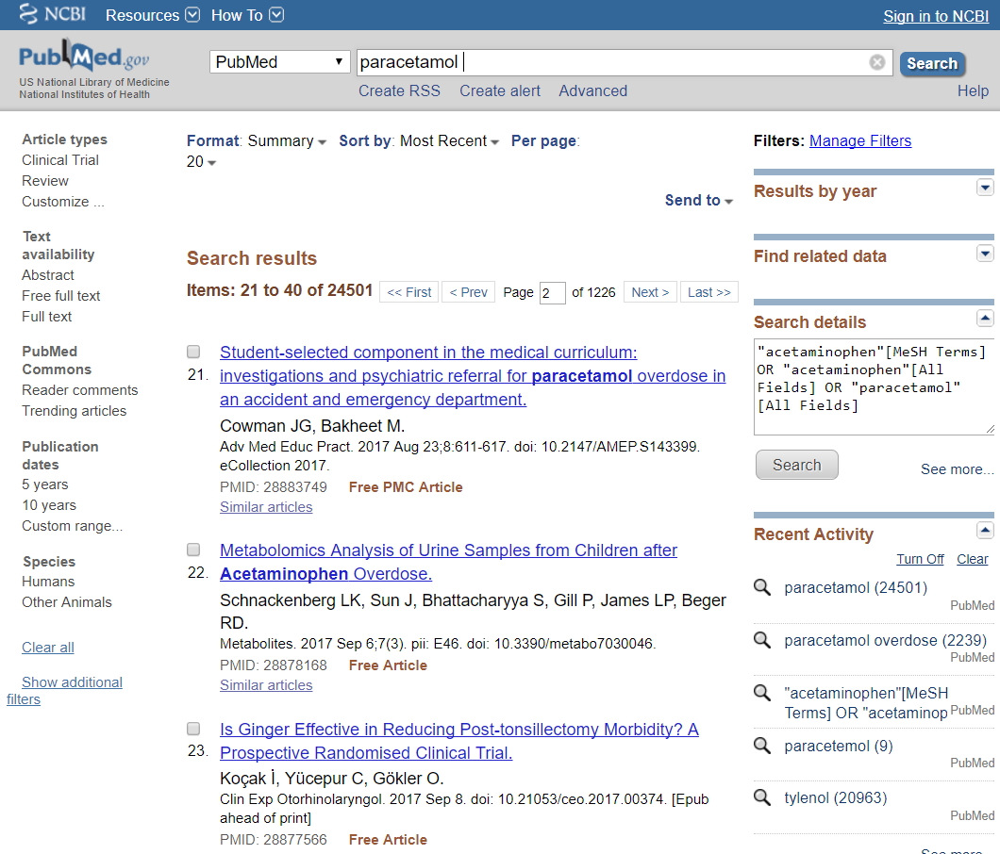 NCBI Resources How To Sign in to NCBI
PubMed.gov
US National Library of Medicine
National Institutes of Health
PubMed
paracetamol
Search
Create RSS Create alert Advanced
Help
Article types
Clinical Trial
Review
Customize ...
Text
availability
Abstract
Free full text
Full text
PubMed
Commons
Reader comments
Trending articles
Publication
dates
5 years
10 years
Custom range...
Species
Humans
Other Animals
Clear all
Show additional
filters
Format: Summary Sort by: Most Recent Per page:
20
Send to
Search results
Items: 21 to 40 of 24501 << First < Prev Page 2 of 1226 Next > Last >>
Student-selected component in the medical curriculum:
21. investigations and psychiatric referral for paracetamol overdose in
an accident and emergency department.
Cowman JG, Bakheet M.
Adv Med Educ Pract. 2017 Aug 23;8:611-617. doi: 10.2147/AMEP.S143399.
eCollection 2017.
PMID: 28883749 Free PMC Article
Similar articles
Metabolomics Analysis of Urine Samples from Children after
22. Acetaminophen Overdose.
Schnackenberg LK, Sun J, Bhattacharyya S, Gill P, James LP, Beger
RD.
Metabolites. 2017 Sep 6;7(3). pii: E46. doi: 10.3390/metabo7030046.
PMID: 28878168 Free Article
Similar articles
Is Ginger Effective in Reducing Post-tonsillectomy Morbidity? A
23. Prospective Randomised Clinical Trial.
Koçak İ, Yücepur C, Gökler O.
Clin Exp Otorhinolaryngol. 2017 Sep 8. doi: 10.21053/ceo.2017.00374. [Epub
ahead of print]
PMID: 28877566 Free Article
Filters: Manage Filters
Results by year
Find related data
Search details
"acetaminophen"[MeSH Terms]
OR "acetaminophen"[All
Fields] OR "paracetamol"
[All Fields]
Search
See more...
Recent Activity
Turn Off Clear
paracetamol (24501)
PubMed
paracetamol overdose (2239)
PubMed
"acetaminophen"[MeSH
Terms] OR "acetaminop PubMed
paracetemol (9)
PubMed
tylenol (20963)
PubMed
See more...